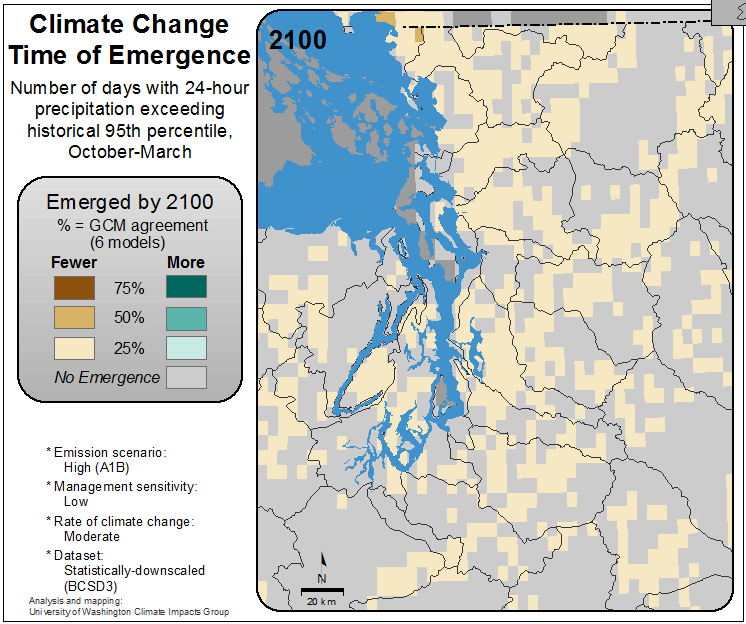 Climate Change
Time of Emergence
Number of days with 24-hour
precipitation exceeding
historical 95th percentile,
October-March
Emerged by 2100
% = GCM agreement
(6 models)
Fewer More
75%
50%
25%
No Emergence
* Emission scenario:
High (A1B)
* Management sensitivity:
Low
* Rate of climate change:
Moderate
* Dataset:
Statistically-downscaled
(BCSD3)
Analysis and mapping:
University of Washington Climate Impacts Group
2100
N
20 km